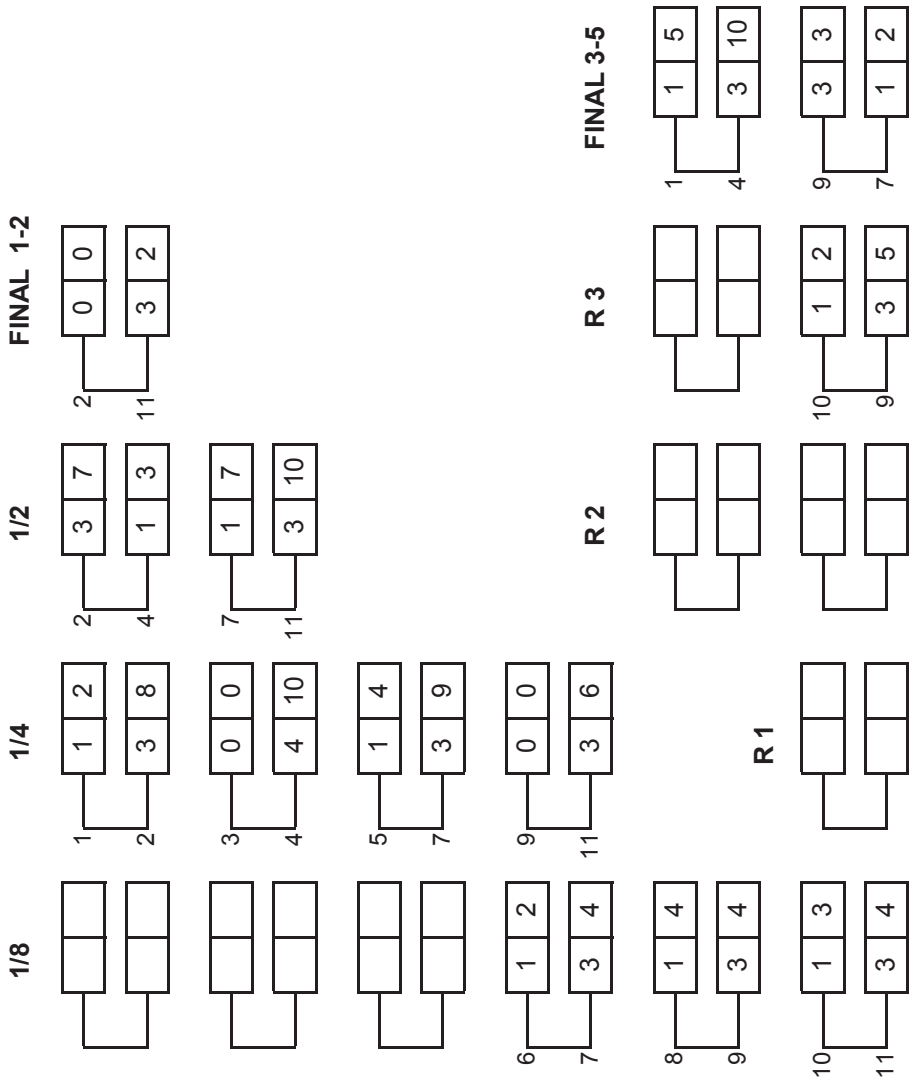 1/8 1/4 1/2 FINAL 1-2
1 1 2 2 3 7 2 0 0
2 3 8 4 1 3 11 3 2
3 0 0 7 1 7
4 4 10 11 3 10
5 1 4
7 3 9
6 1 2 9 0 0
7 3 4 11 3 6
R 2 R 3 FINAL 3-5
8 1 4 1 1 5
9 3 4 4 3 10
R 1
10 1 3 10 1 2 9 3 3
11 3 4 9 3 5 7 1 2